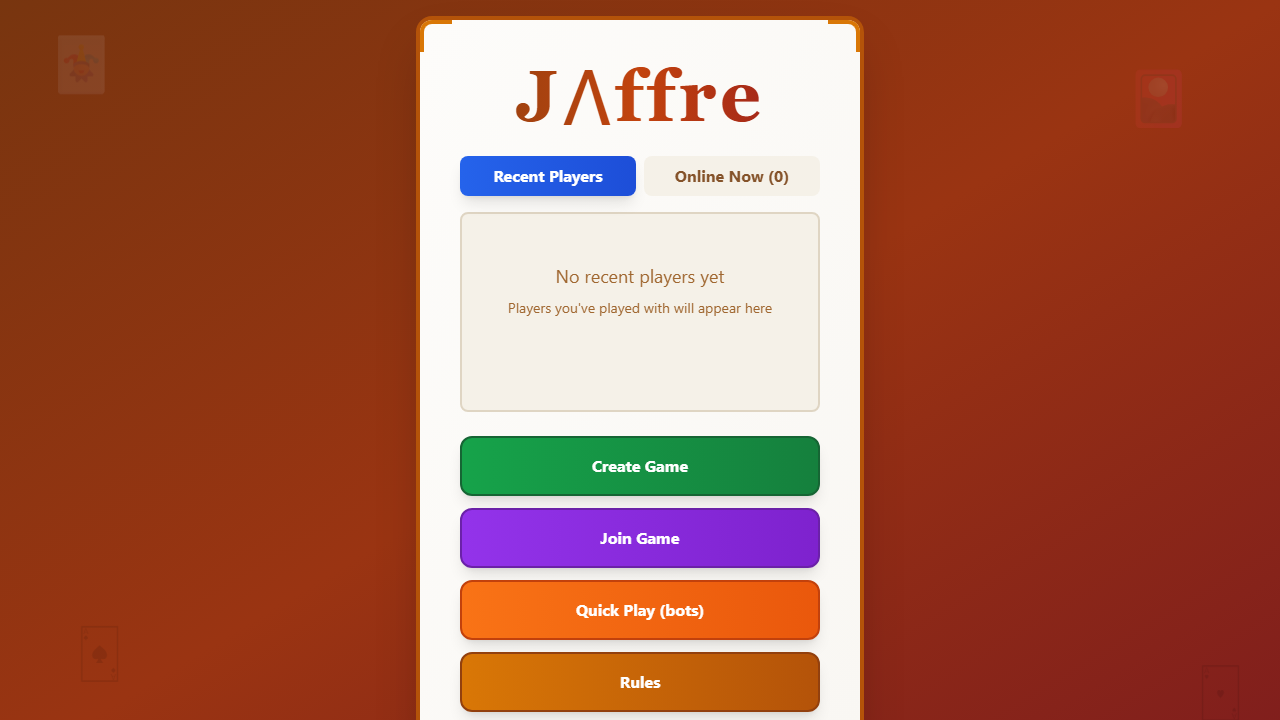 JΛffre
Recent Players
Online Now (0)
No recent players yet
Players you've played with will appear here
Create Game
Join Game
Quick Play (bots)
Rules